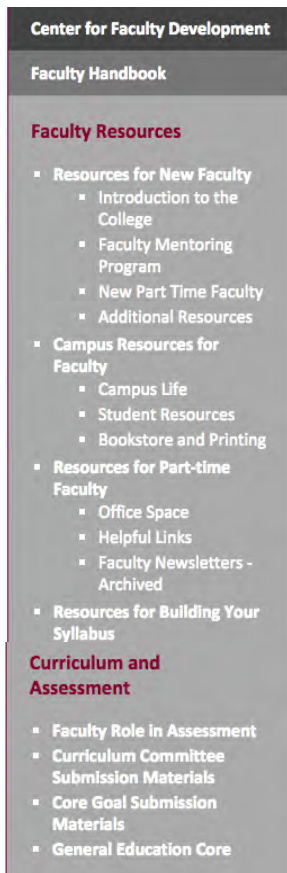 Center for Faculty Development
Faculty Handbook
Faculty Resources
Resources for New Faculty
Introduction to the
College
Faculty Mentoring
Program
New Part Time Faculty
Additional Resources
Campus Resources for
Faculty
Campus Life
Student Resources
Bookstore and Printing
Resources for Part-time
Faculty
Office Space
Helpful Links
Faculty Newsletters -
Archived
Resources for Building Your
Syllabus
Curriculum and
Assessment
Faculty Role in Assessment
Curriculum Committee
Submission Materials
Core Goal Submission
Materials
General Education Core